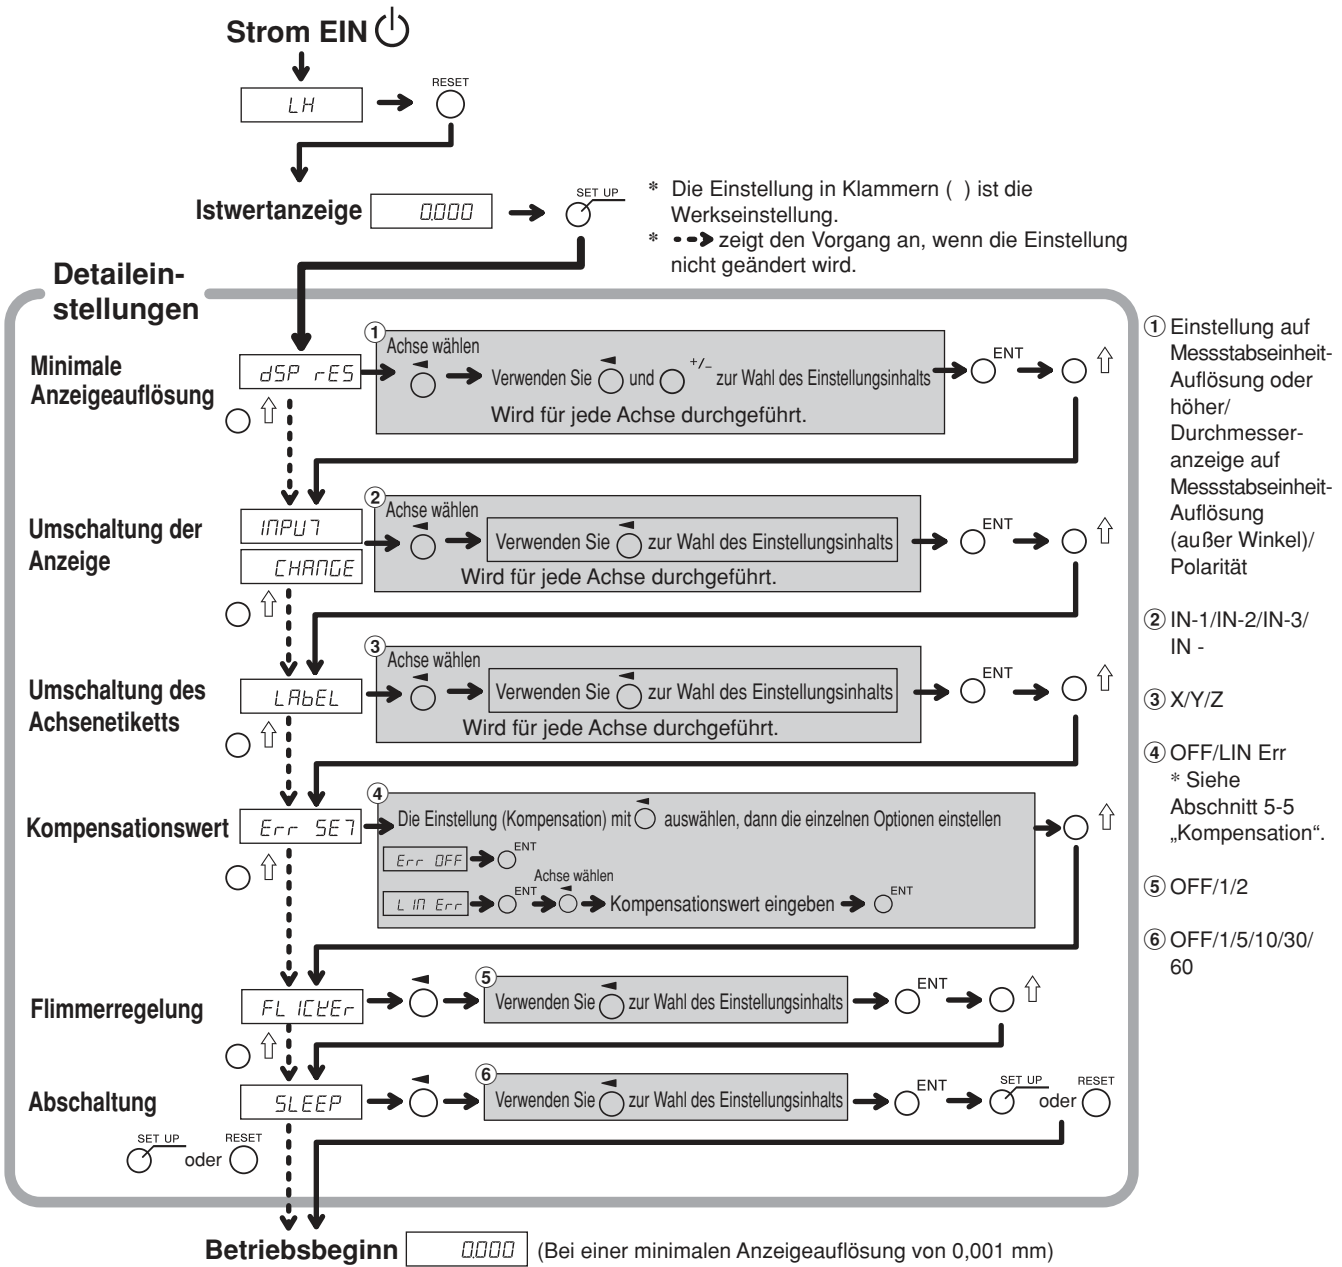 Strom EIN
LH
RESET
Istwertanzeige
0.000
SET UP
* Die Einstellung in Klammern ( ) ist die
Werkseinstellung.
* zeigt den Vorgang an, wenn die Einstellung
nicht geändert wird.
Detailein-
stellungen
Minimale
Anzeigeauflösung
dSP rES
1
Achse wählen
Verwenden Sie und +/- zur Wahl des Einstellungsinhalts
Wird für jede Achse durchgeführt.
ENT
Umschaltung der
Anzeige
INPUT
CHANGE
2
Achse wählen
Verwenden Sie zur Wahl des Einstellungsinhalts
Wird für jede Achse durchgeführt.
ENT
Umschaltung des
Achsenetiketts
LAbEL
3
Achse wählen
Verwenden Sie zur Wahl des Einstellungsinhalts
Wird für jede Achse durchgeführt.
ENT
Kompensationswert
Err SET
4
Die Einstellung (Kompensation) mit auswählen, dann die einzelnen Optionen einstellen
Err OFF ENT
LIN Err ENT Achse wählen Kompensationswert eingeben ENT
Flimmerregelung
FLICKEr
5
Verwenden Sie zur Wahl des Einstellungsinhalts
ENT
Abschaltung
SLEEP
6
Verwenden Sie zur Wahl des Einstellungsinhalts
ENT
SET UP oder RESET
SET UP oder RESET
Betriebsbeginn 0.000 (Bei einer minimalen Anzeigeauflösung von 0,001 mm)
1 Einstellung auf
Messstabseinheit-
Auflösung oder
höher/
Durchmesser-
anzeige auf
Messstabseinheit-
Auflösung
(außer Winkel)/
Polarität
2 IN-1/IN-2/IN-3/
IN -
3 X/Y/Z
4 OFF/LIN Err
* Siehe
Abschnitt 5-5
„Kompensation“.
5 OFF/1/2
6 OFF/1/5/10/30/
60